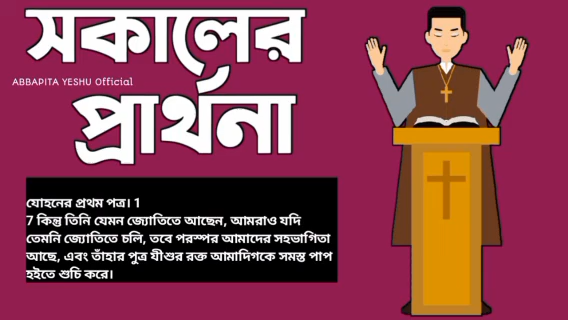 সকালের
ABBAPITA YESHU Official
প্রার্থনা
যোহনের প্রথম পত্র। 1
7 কিন্তু তিনি যেমন জ্যোতিতে আছেন, আমরাও যদি
তেমনি জ্যোতিতে চলি, তবে পরস্পর আমাদের সহভাগিতা
আছে, এবং তাঁহার পুত্র যীশুর রক্ত আমাদিগকে সমস্ত পাপ
হইতে শুচি করে।